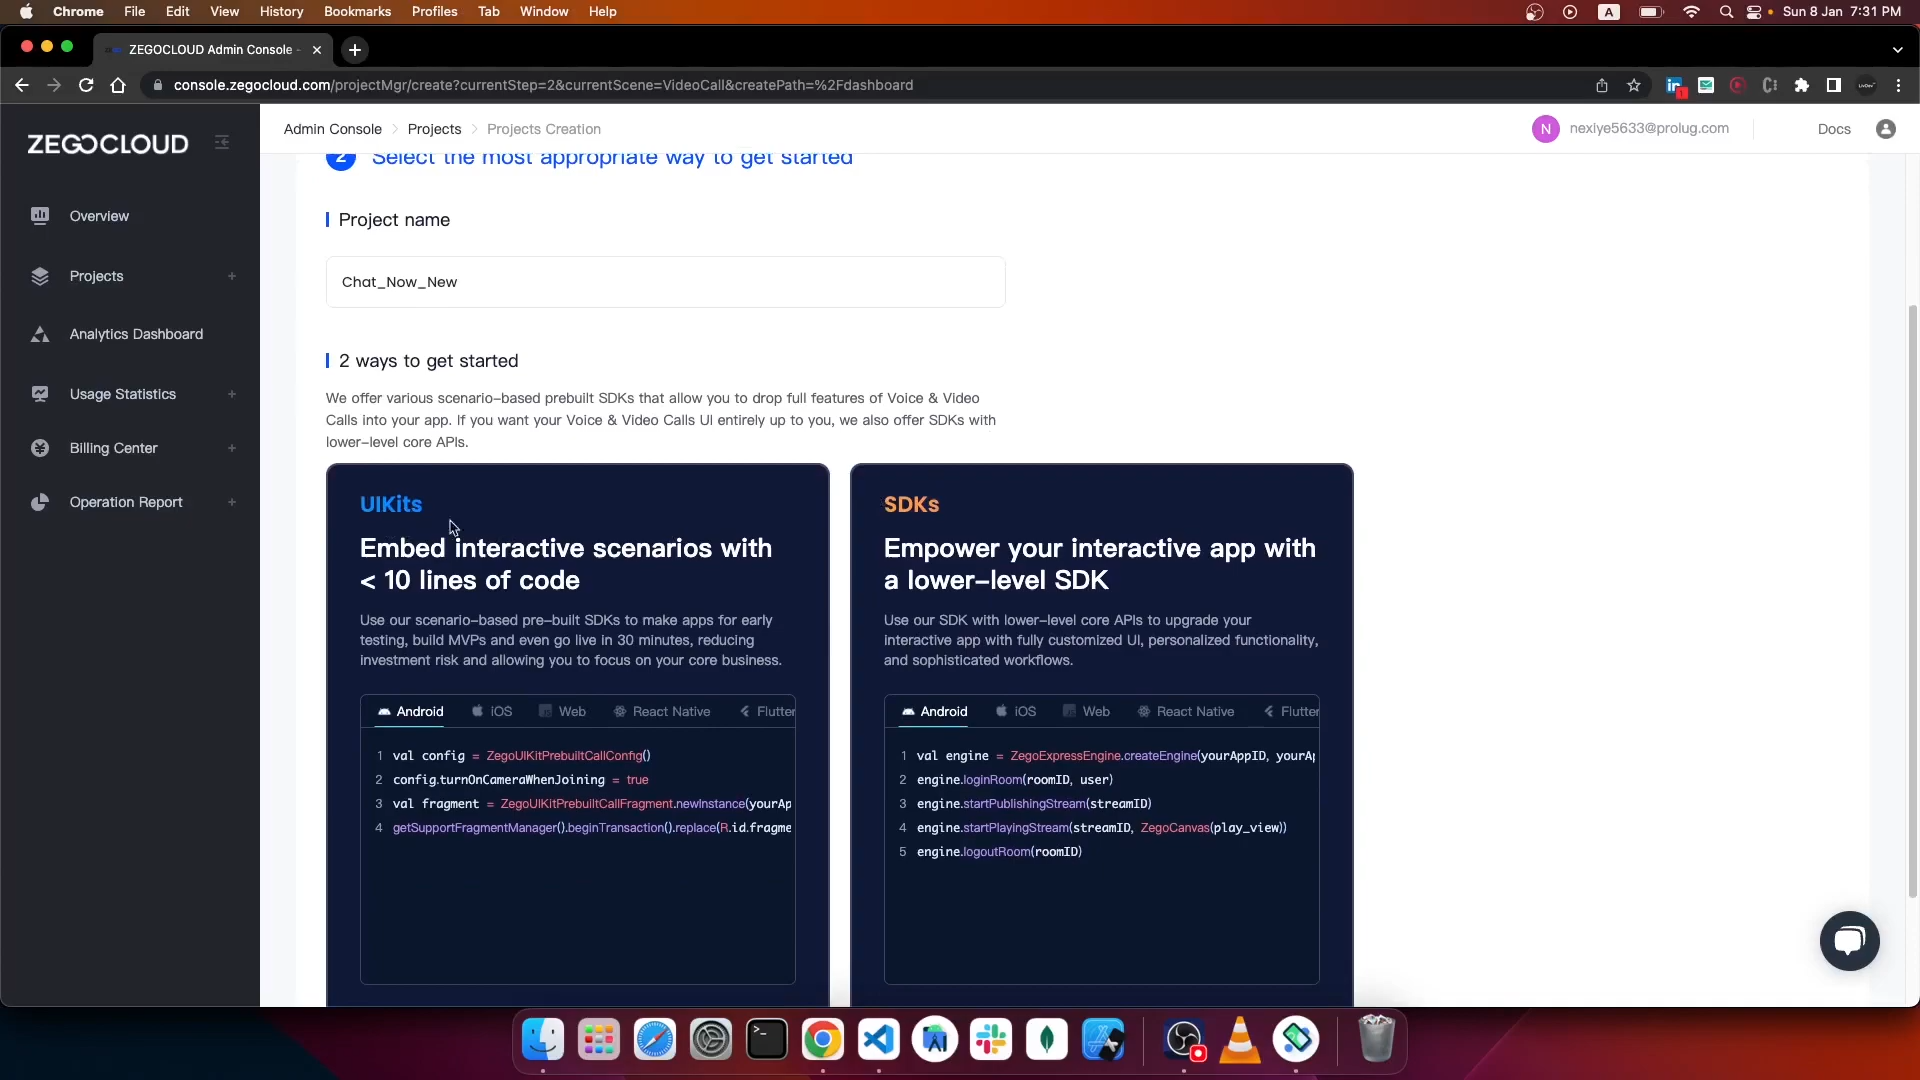 Chrome File Edit View History Bookmarks Profiles Tab Window Help
A
Sun 8 Jan 7:31 PM
ZEGOCLOUD Admin Console -
console.zegocloud.com/projectMgr/create?currentStep=2&currentScene=VideoCall&createPath=%2Fdashboard
ZEGOCLOUD
Admin Console > Projects > Projects Creation
N nexiye5633@prolug.com
Docs
Overview
Projects +
Analytics Dashboard
Usage Statistics +
Billing Center +
Operation Report +
2 Select the most appropriate way to get started
Project name
Chat_Now_New
2 ways to get started
We offer various scenario-based prebuilt SDKs that allow you to drop full features of Voice & Video
Calls into your app. If you want your Voice & Video Calls UI entirely up to you, we also offer SDKs with
lower-level core APIs.
UIKits
Embed interactive scenarios with
< 10 lines of code
Use our scenario-based pre-built SDKs to make apps for early
testing, build MVPs and even go live in 30 minutes, reducing
investment risk and allowing you to focus on your core business.
Android iOS Web React Native Flutter
1 val config = ZegoUIKitPrebuiltCallConfig()
2 config.turnOnCameraWhenJoining = true
3 val fragment = ZegoUIKitPrebuiltCallFragment.newInstance(yourAp
4 getSupportFragmentManager().beginTransaction().replace(R.id.fragme
SDKs
Empower your interactive app with
a lower-level SDK
Use our SDK with lower-level core APIs to upgrade your
interactive app with fully customized UI, personalized functionality,
and sophisticated workflows.
Android iOS Web React Native Flutter
1 val engine = ZegoExpressEngine.createEngine(yourAppID, yourAp
2 engine.loginRoom(roomID, user)
3 engine.startPublishingStream(streamID)
4 engine.startPlayingStream(streamID, ZegoCanvas(play_view))
5 engine.logoutRoom(roomID)